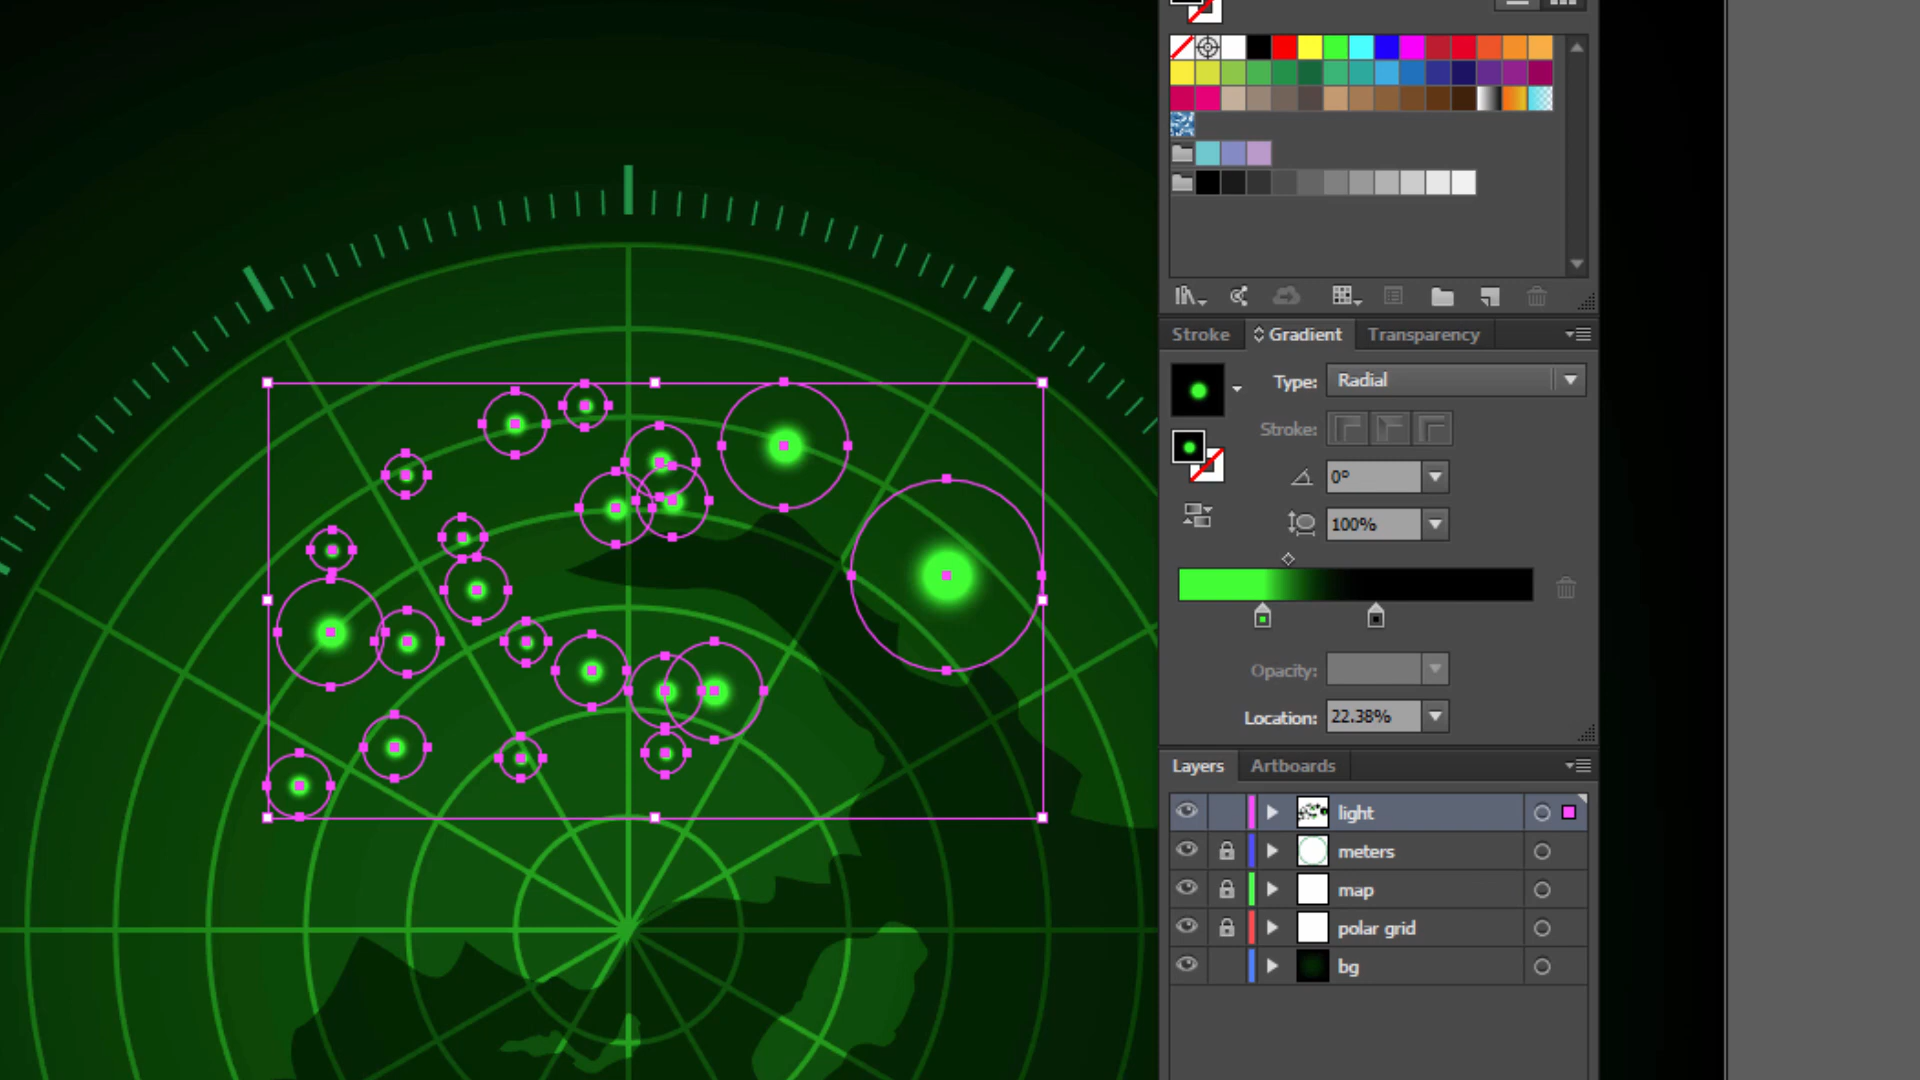 Stroke Gradient Transparency
Type: Radial
Stroke:
0°
100%
Opacity:
Location: 22.38%
Layers Artboards
light
meters
map
polar grid
bg